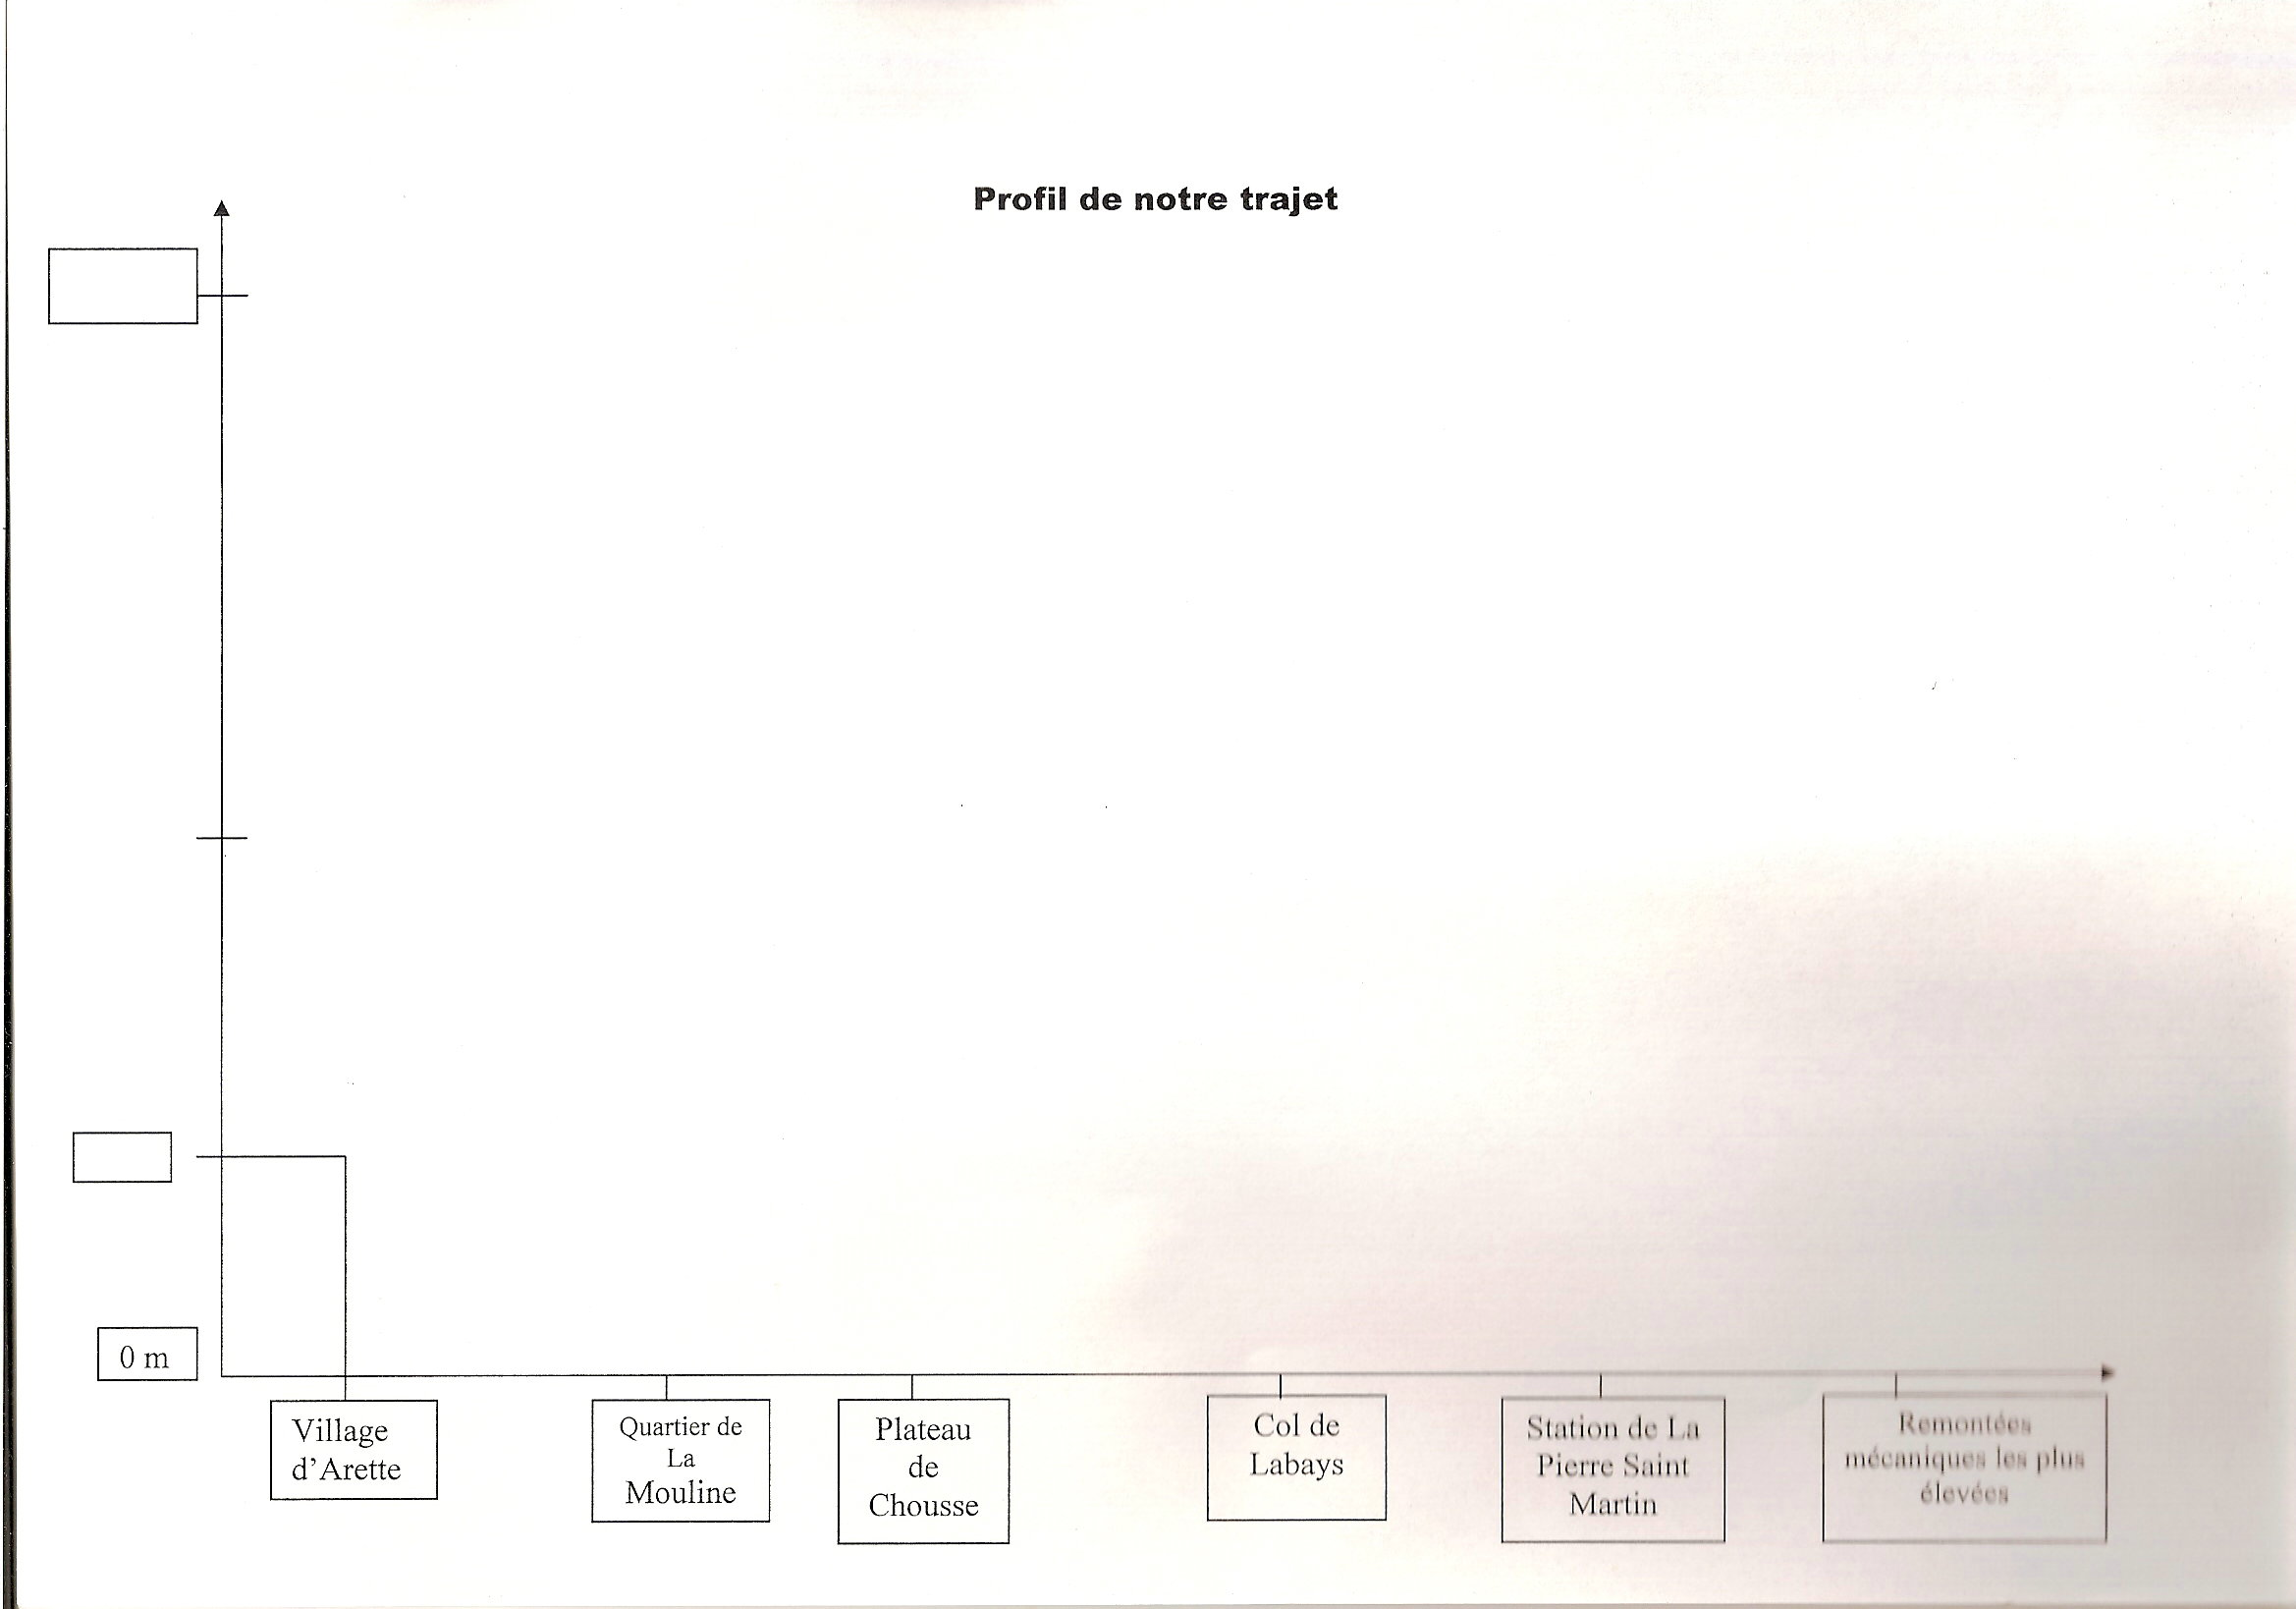 Profil de notre trajet
0 m
Village
d’Arette
Quartier de
La
Mouline
Plateau
de
Chousse
Col de
Labays
Station de La
Pierre Saint
Martin
Remontées
mécaniques les plus
élevées